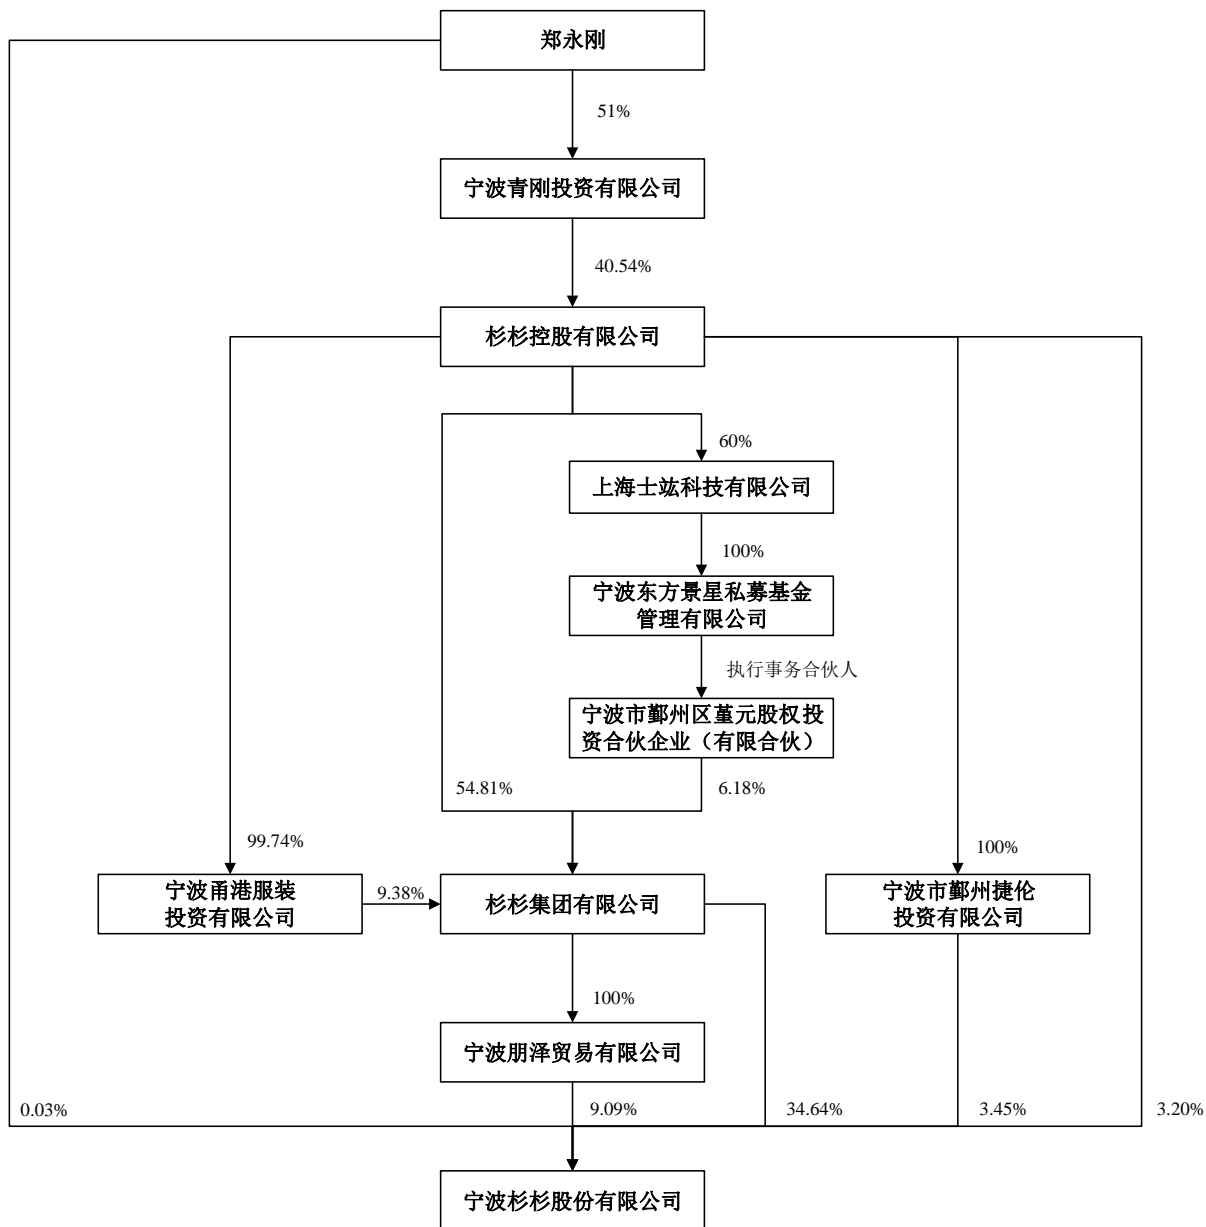 郑永刚
51%
宁波青刚投资有限公司
40.54%
杉杉控股有限公司
60%
上海士竑科技有限公司
100%
宁波东方景星私募基金
管理有限公司
执行事务合伙人
宁波市鄞州区堇元股权投
资合伙企业（有限合伙）
54.81%
6.18%
99.74%
100%
宁波甬港服装
投资有限公司
9.38%
杉杉集团有限公司
宁波市鄞州捷伦
投资有限公司
100%
宁波朋泽贸易有限公司
0.03%
9.09%
34.64%
3.45%
3.20%
宁波杉杉股份有限公司